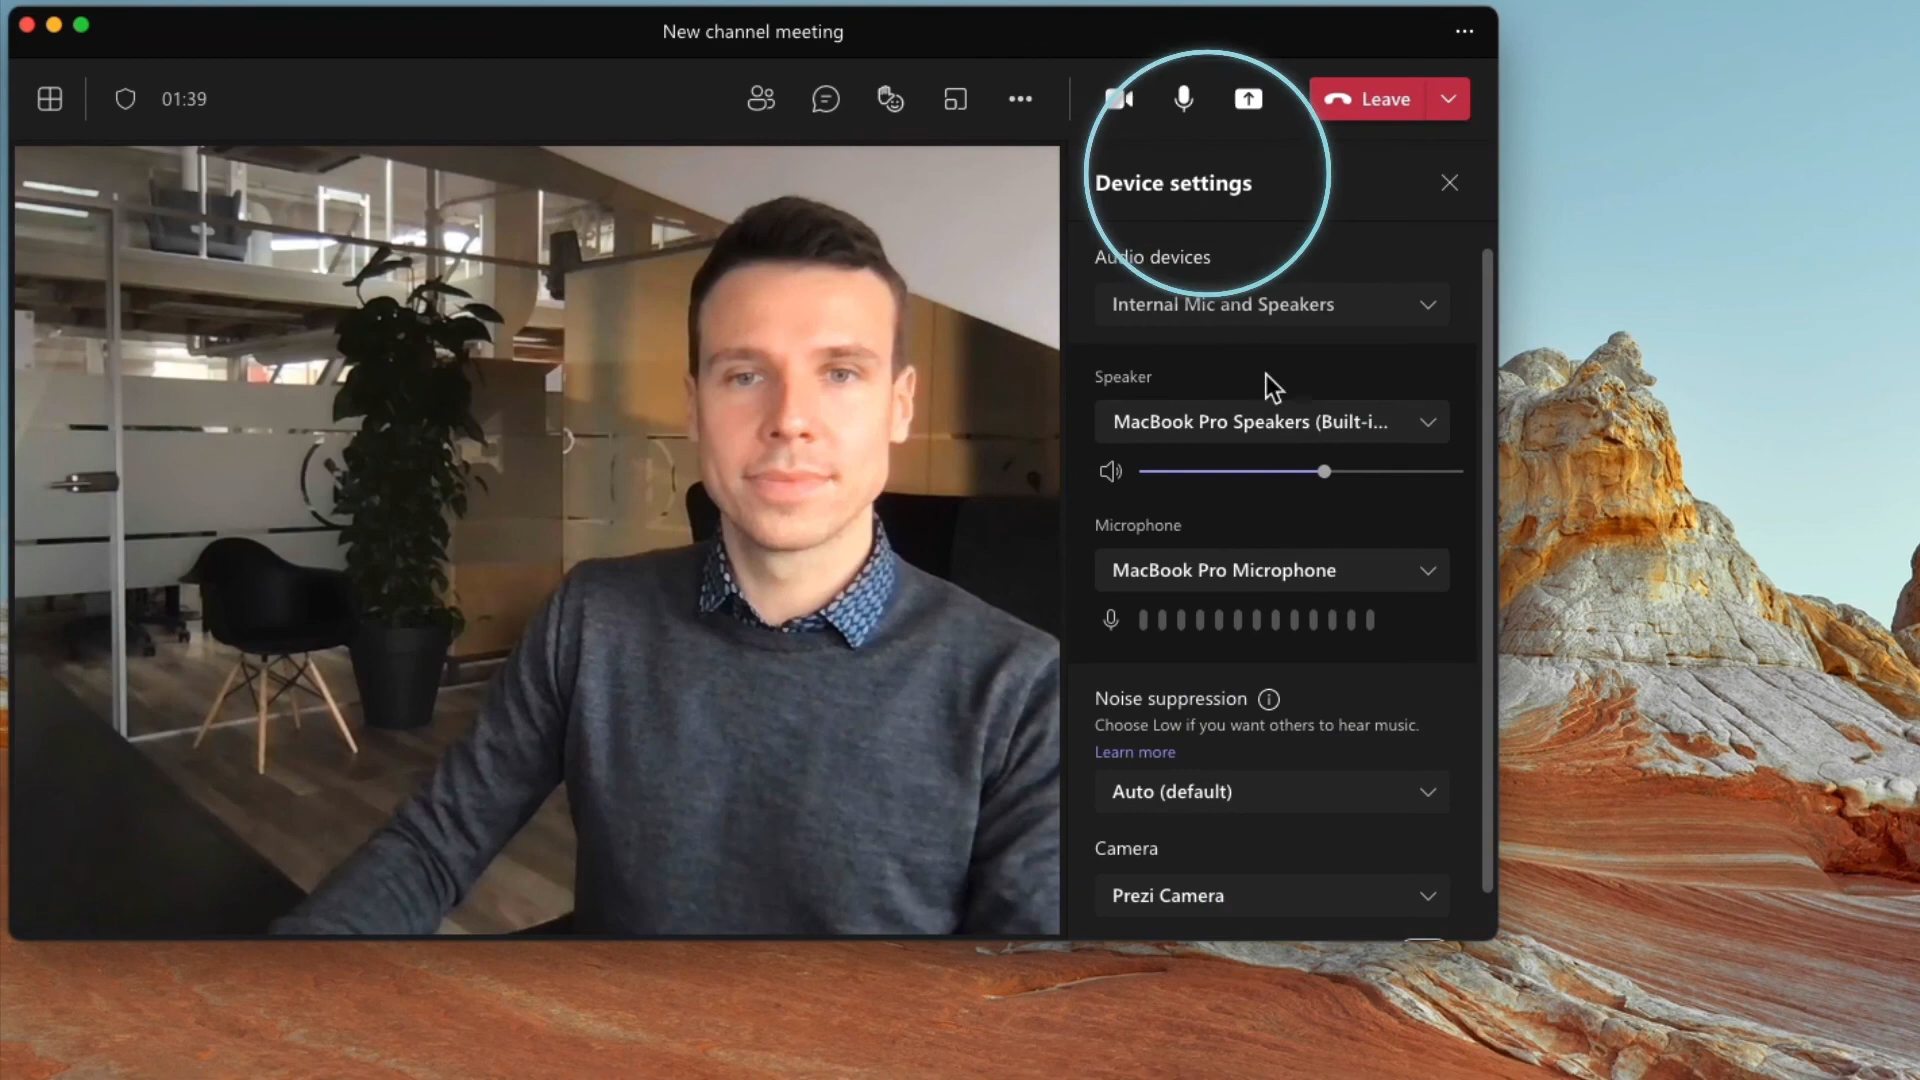 New channel meeting
01:39
Leave
Device settings
Audio devices
Internal Mic and Speakers
Speaker
MacBook Pro Speakers (Built-i...
Microphone
MacBook Pro Microphone
Noise suppression
Choose Low if you want others to hear music.
Learn more
Auto (default)
Camera
Prezi Camera